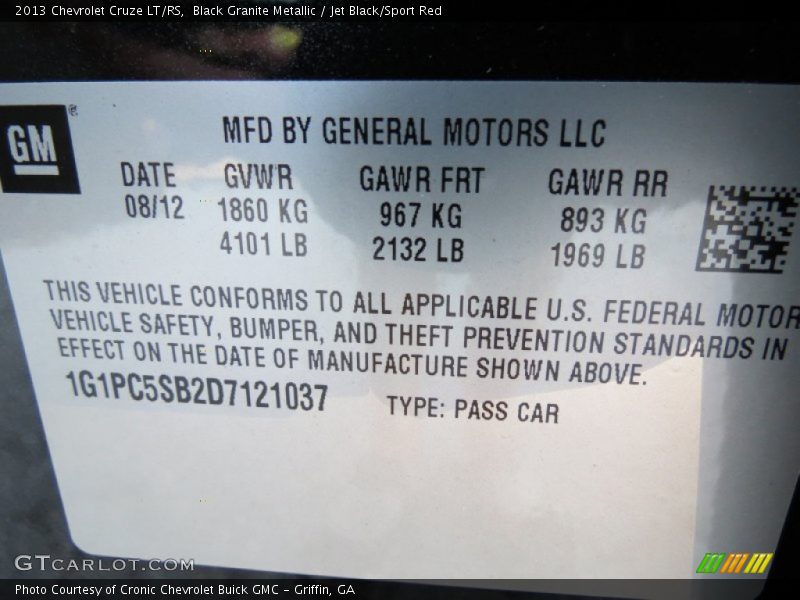 2013 Chevrolet Cruze LT/RS, Black Granite Metallic / Jet Black/Sport Red
GM®
MFD BY GENERAL MOTORS LLC
DATE GVWR GAWR FRT GAWR RR
08/12 1860 KG 967 KG 893 KG
4101 LB 2132 LB 1969 LB
THIS VEHICLE CONFORMS TO ALL APPLICABLE U.S. FEDERAL MOTOR
VEHICLE SAFETY, BUMPER, AND THEFT PREVENTION STANDARDS IN
EFFECT ON THE DATE OF MANUFACTURE SHOWN ABOVE.
1G1PC5SB2D7121037 TYPE: PASS CAR
GTCARLOT.COM
Photo Courtesy of Cronic Chevrolet Buick GMC - Griffin, GA